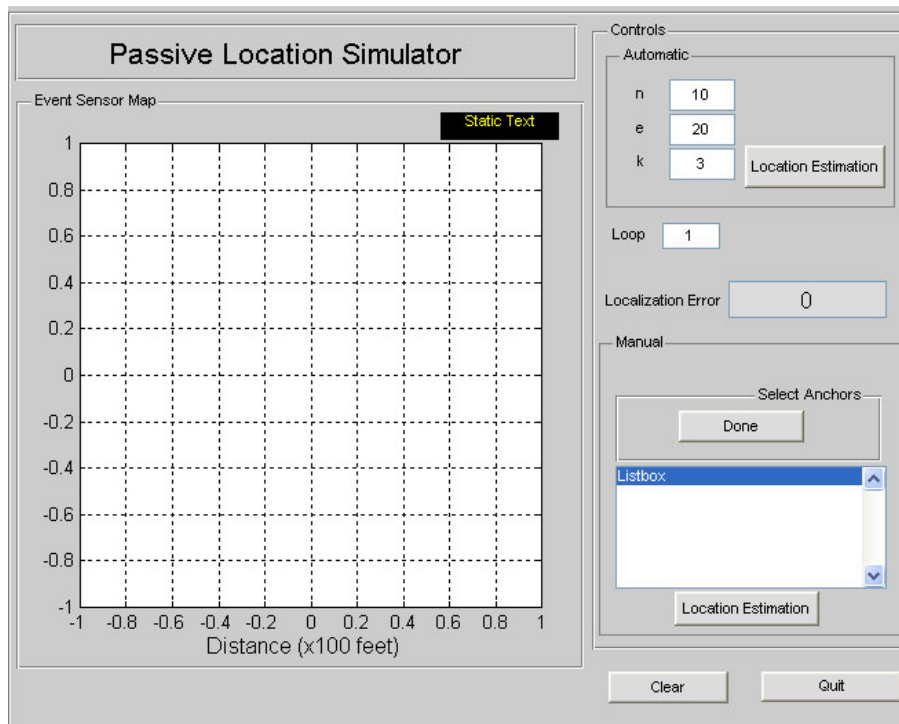 Passive Location Simulator
Event Sensor Map
Static Text
1
0.8
0.6
0.4
0.2
0
-0.2
-0.4
-0.6
-0.8
-1
-1 -0.8 -0.6 -0.4 -0.2 0 0.2 0.4 0.6 0.8 1
Distance (x100 feet)
Controls
Automatic
n 10
e 20
k 3
Location Estimation
Loop 1
Localization Error 0
Manual
Select Anchors
Done
Listbox
Location Estimation
Clear Quit